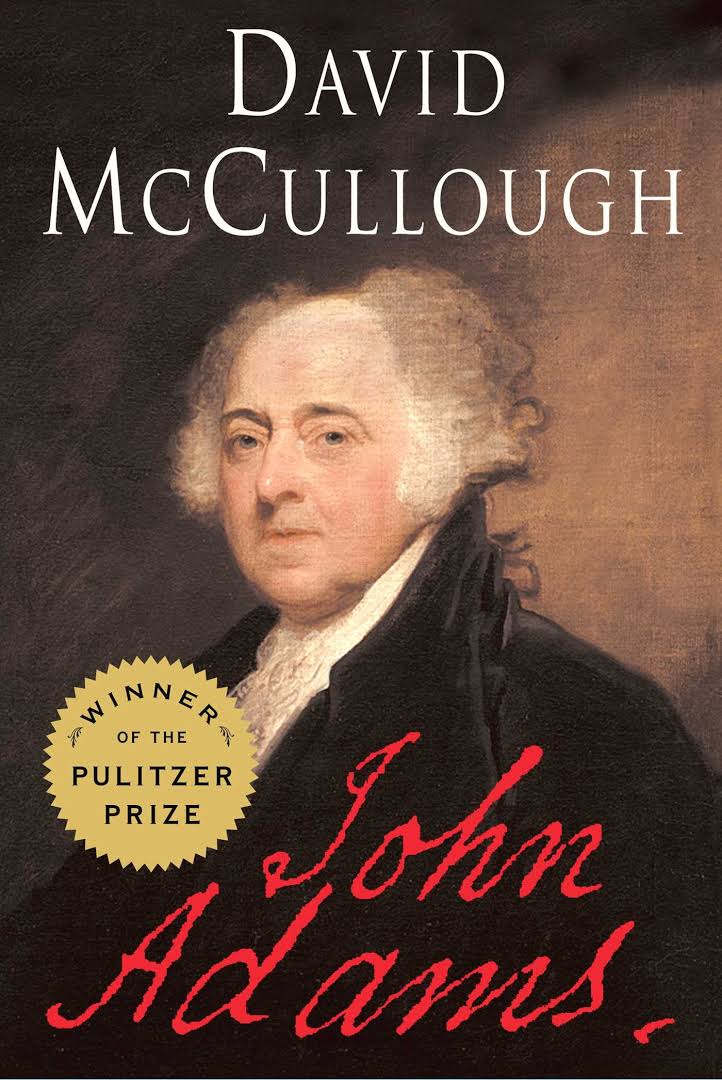 DAVID
MCCULLOUGH
WINNER
OF THE
PULITZER
PRIZE
John
Adams.